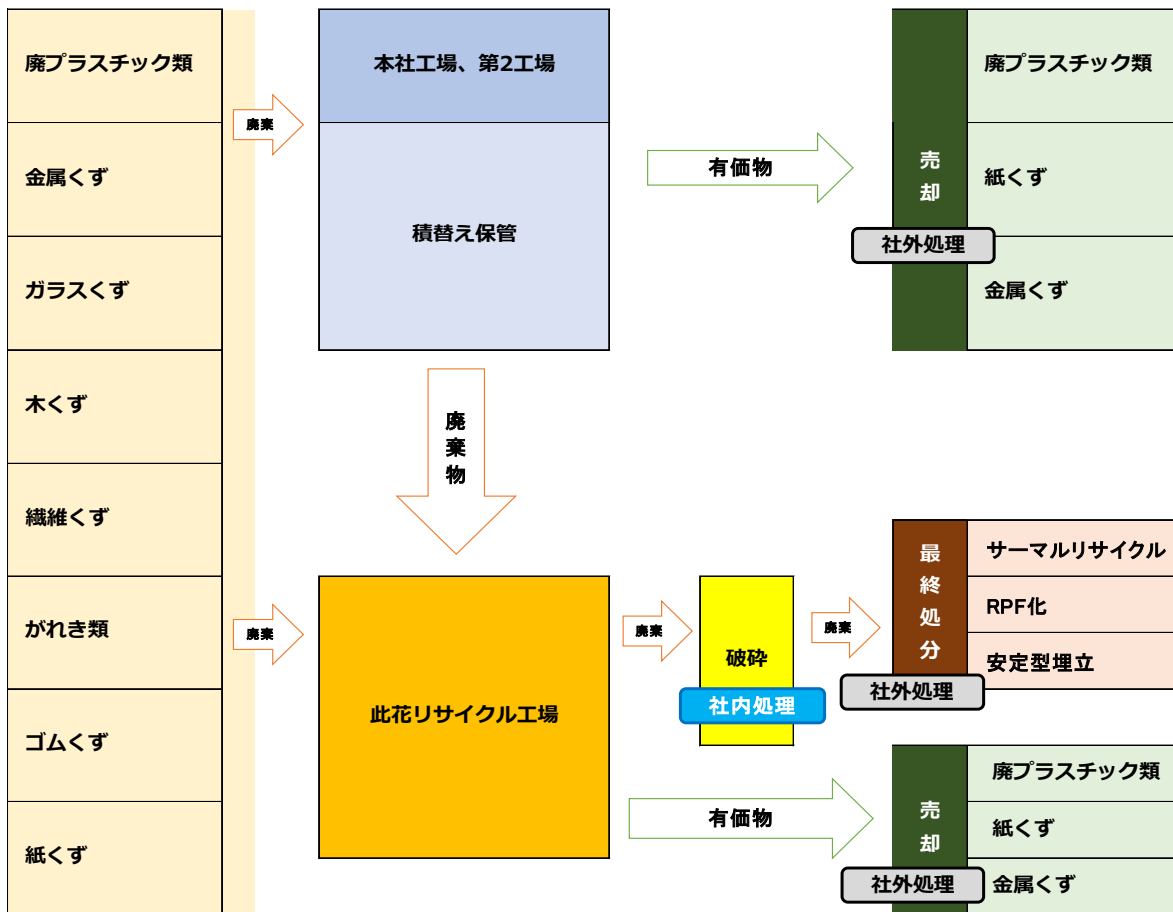 廃プラスチック類
金属くず
ガラスくず
木くず
繊維くず
がれき類
ゴムくず
紙くず
廃棄
本社工場、第2工場
積替え保管
有価物
売却
社外処理
廃プラスチック類
紙くず
金属くず
廃棄物
廃棄
此花リサイクル工場
廃棄
破砕
社内処理
廃棄
最終処分
社外処理
サーマルリサイクル
RPF化
安定型埋立
有価物
売却
社外処理
廃プラスチック類
紙くず
金属くず